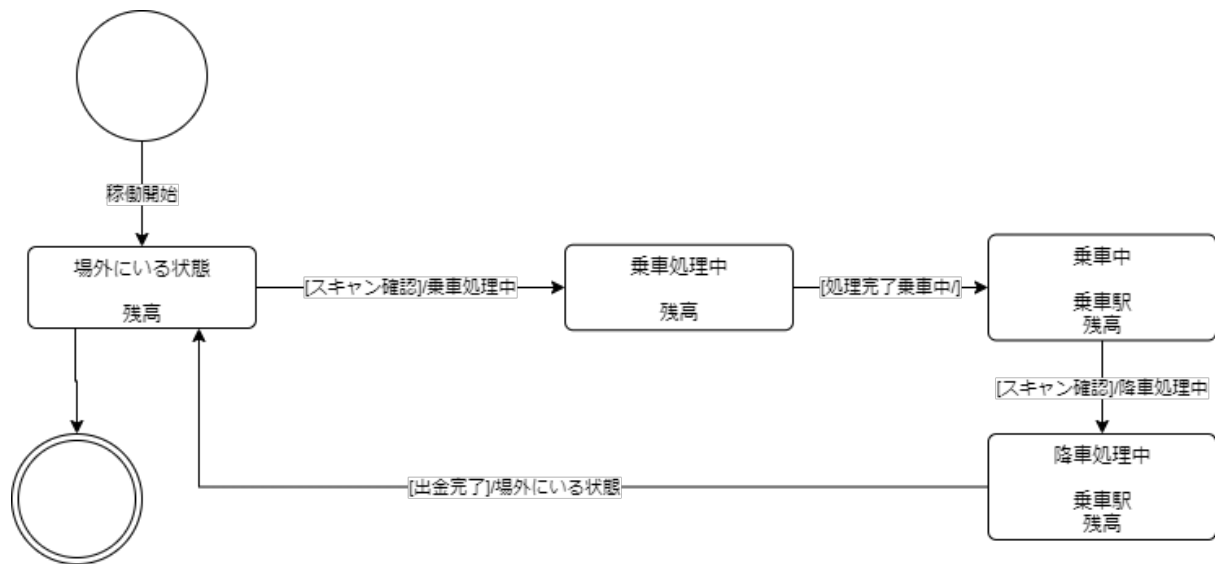 稼働開始
場外にいる状態
残高
[スキャン確認]/乗車処理中
乗車処理中
残高
[処理完了乗車中/]
乗車中
乗車駅
残高
[スキャン確認]/降車処理中
降車処理中
乗車駅
残高
[出金完了]/場外にいる状態